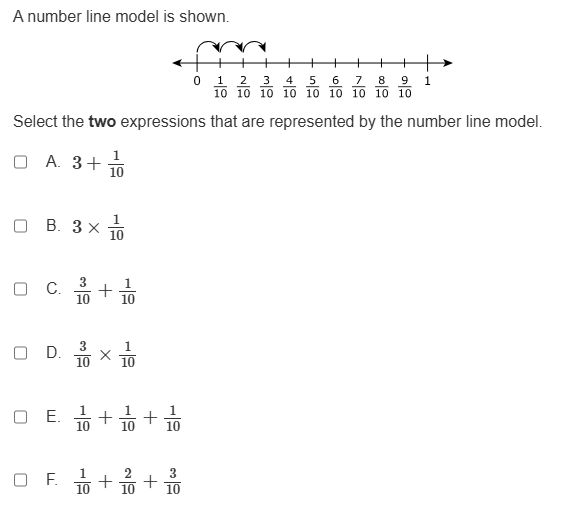 A number line model is shown.
0 1/10 2/10 3/10 4/10 5/10 6/10 7/10 8/10 9/10 1
Select the two expressions that are represented by the number line model.
A. 3 + 1/10
B. 3 × 1/10
C. 3/10 + 1/10
D. 3/10 × 1/10
E. 1/10 + 1/10 + 1/10
F. 1/10 + 2/10 + 3/10